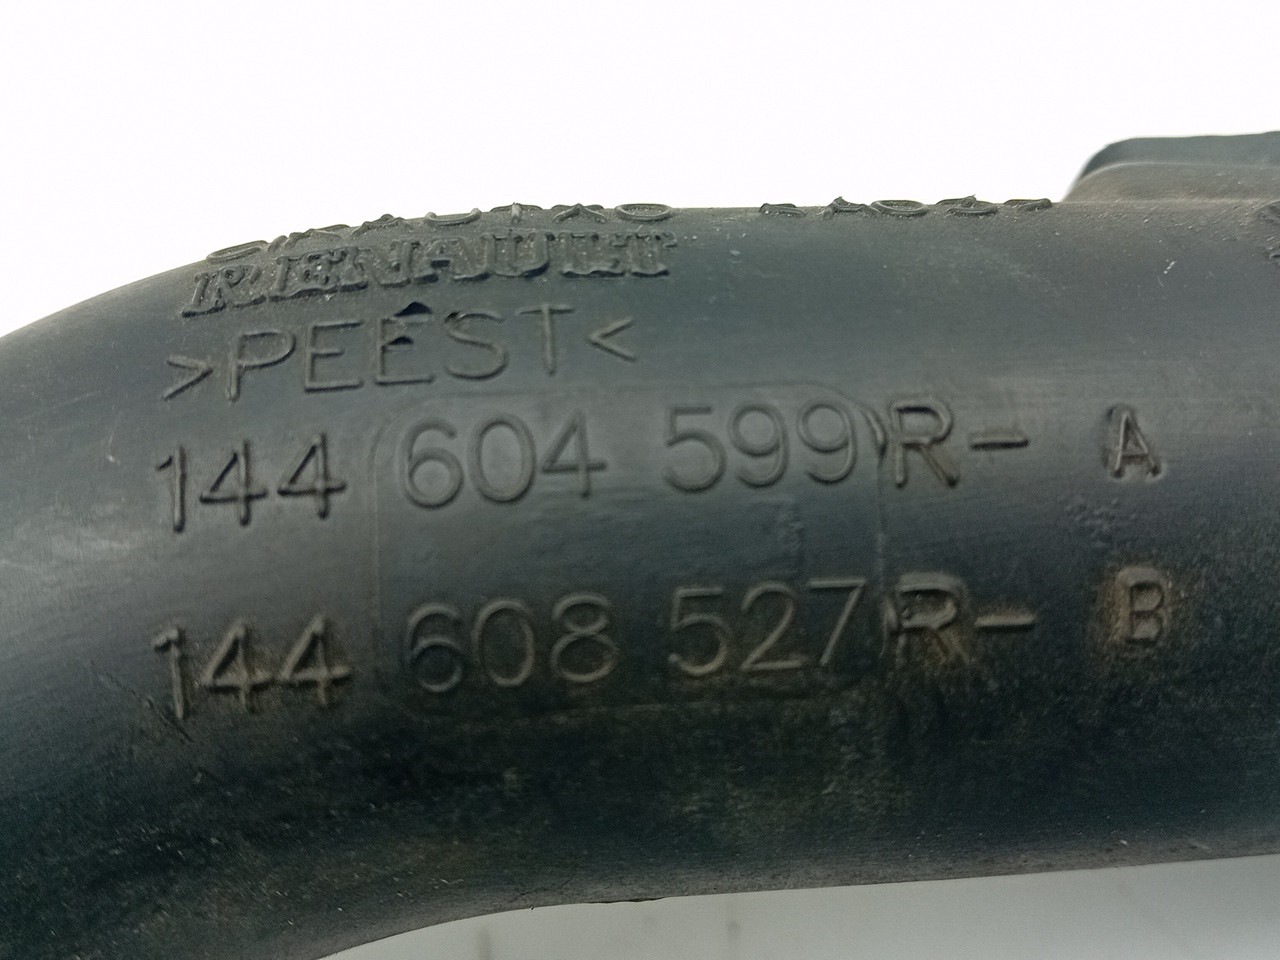 RENAULT
>PEEST<
144 604 599 R- A
144 608 527 R- B